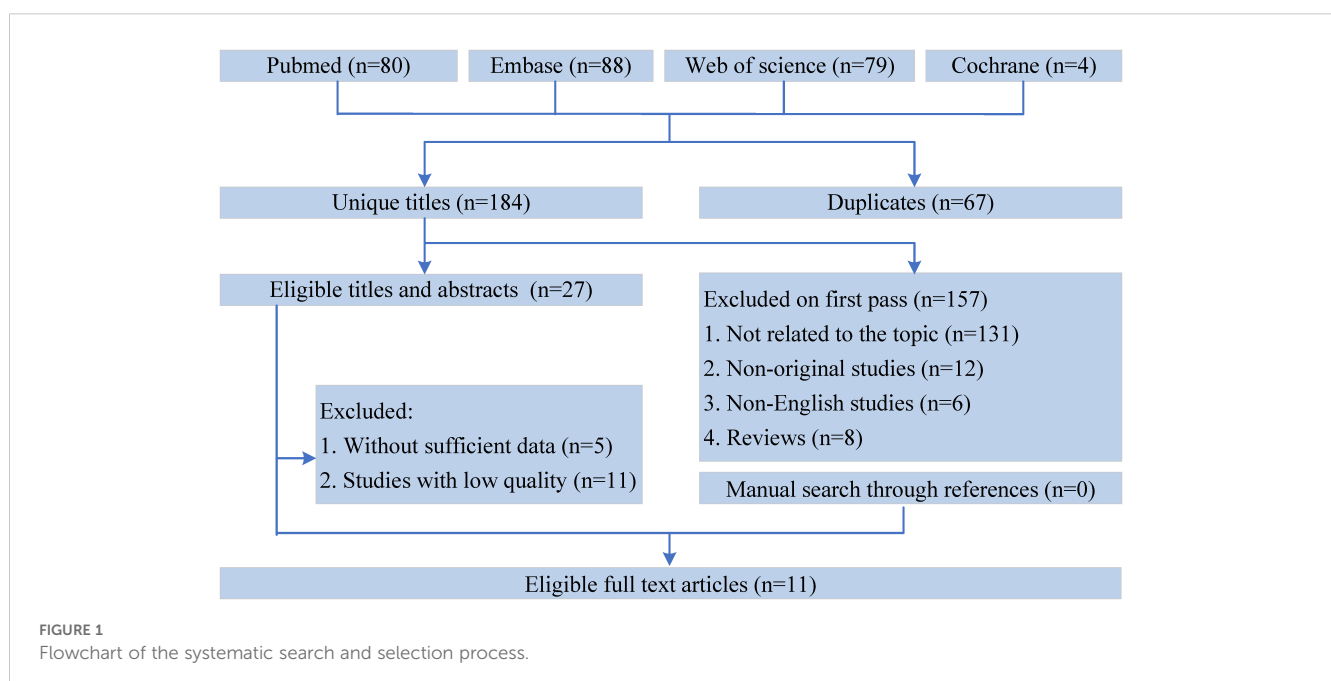 Pubmed (n=80)
Embase (n=88)
Web of science (n=79)
Cochrane (n=4)
Unique titles (n=184)
Duplicates (n=67)
Eligible titles and abstracts (n=27)
Excluded on first pass (n=157)
1. Not related to the topic (n=131)
2. Non-original studies (n=12)
3. Non-English studies (n=6)
4. Reviews (n=8)
Excluded:
1. Without sufficient data (n=5)
2. Studies with low quality (n=11)
Manual search through references (n=0)
Eligible full text articles (n=11)
FIGURE 1
Flowchart of the systematic search and selection process.